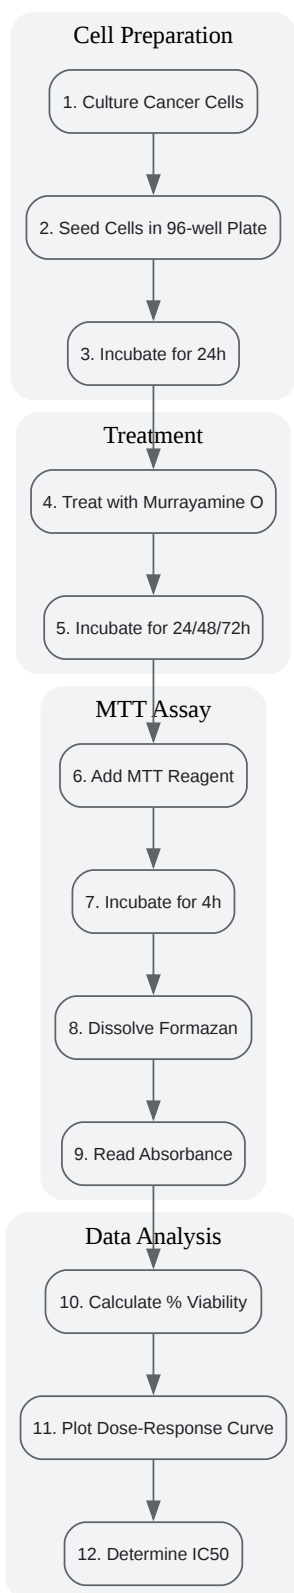 Cell Preparation
1. Culture Cancer Cells
2. Seed Cells in 96-well Plate
3. Incubate for 24h
Treatment
4. Treat with Murrayamine O
5. Incubate for 24/48/72h
MTT Assay
6. Add MTT Reagent
7. Incubate for 4h
8. Dissolve Formazan
9. Read Absorbance
Data Analysis
10. Calculate % Viability
11. Plot Dose-Response Curve
12. Determine IC50